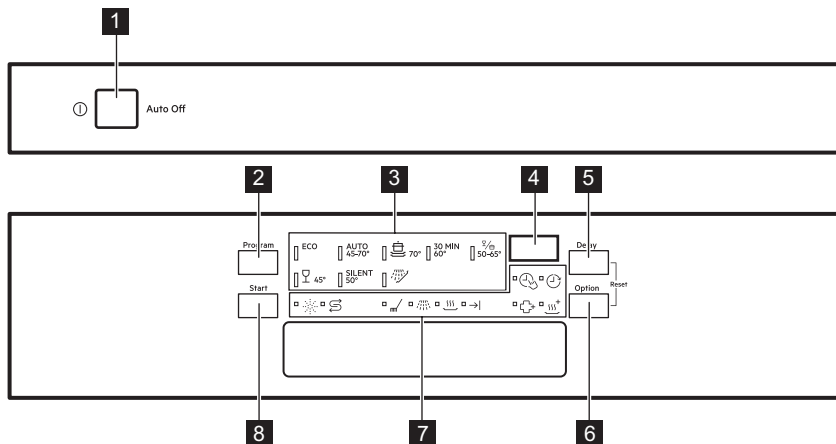 1
Auto Off
2
3
4
5
Program
ECO
AUTO
45-70°
70°
30 MIN
60°
50-65°
Delay
45°
SILENT
50°
Start
Option
Reset
8
7
6